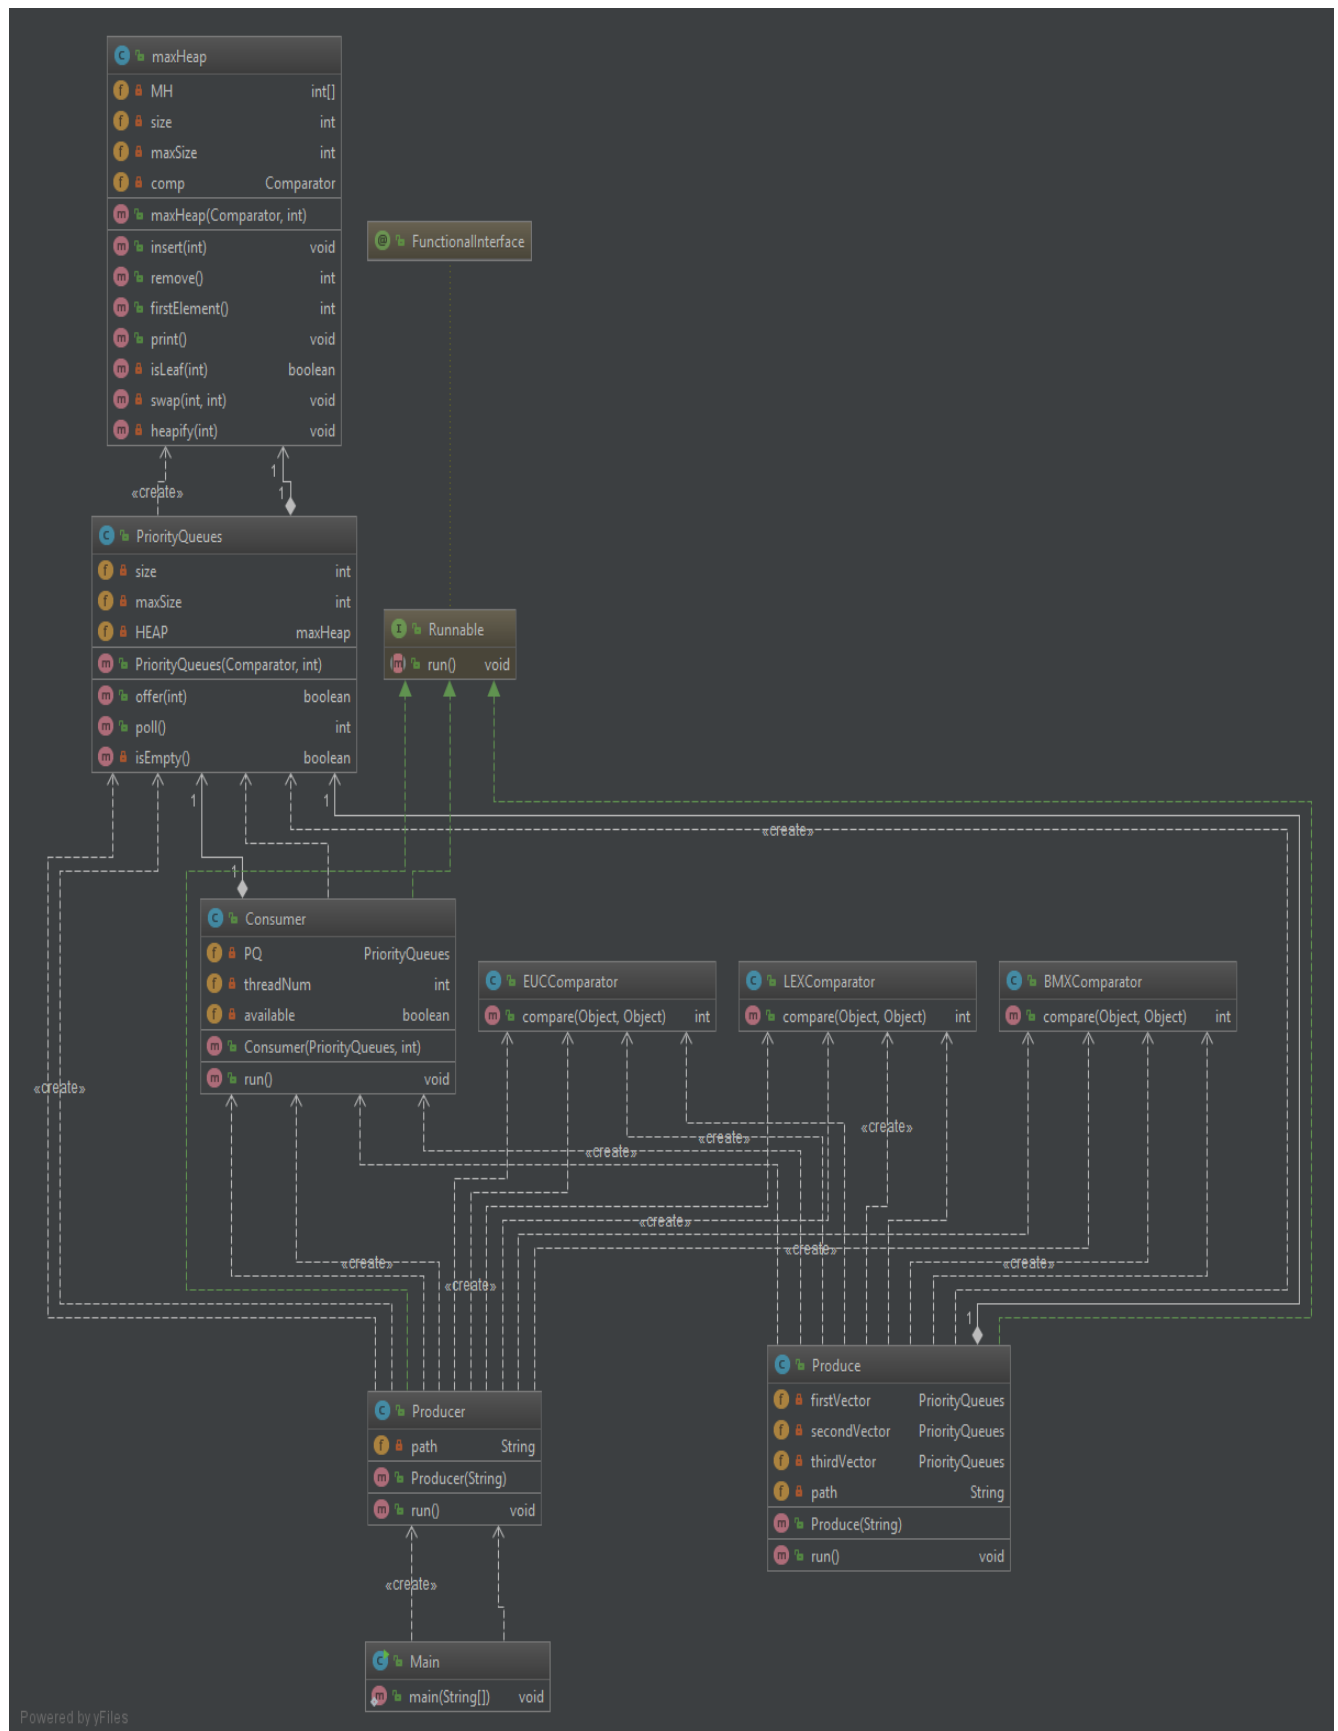 maxHeap
MH int[]
size int
maxSize int
comp Comparator
maxHeap(Comparator, int)
insert(int) void
remove() int
firstElement() int
print() void
isLeaf(int) boolean
swap(int, int) void
heapify(int) void
FunctionalInterface
1
«create»
1
PriorityQueues
size int
maxSize int
HEAP maxHeap
PriorityQueues(Comparator, int)
offer(int) boolean
poll() int
isEmpty() boolean
Runnable
run() void
1
1
«create»
1
Consumer
PQ PriorityQueues
threadNum int
available boolean
Consumer(PriorityQueues, int)
run() void
EUCComparator
compare(Object, Object) int
LEXComparator
compare(Object, Object) int
BMXComparator
compare(Object, Object) int
«create»
«create»
«create»
«create»
«create»
«create»
«create»
«create»
«create»
1
Produce
firstVector PriorityQueues
secondVector PriorityQueues
thirdVector PriorityQueues
path String
Produce(String)
run() void
Producer
path String
Producer(String)
run() void
«create»
Main
main(String[]) void
Powered by yFiles